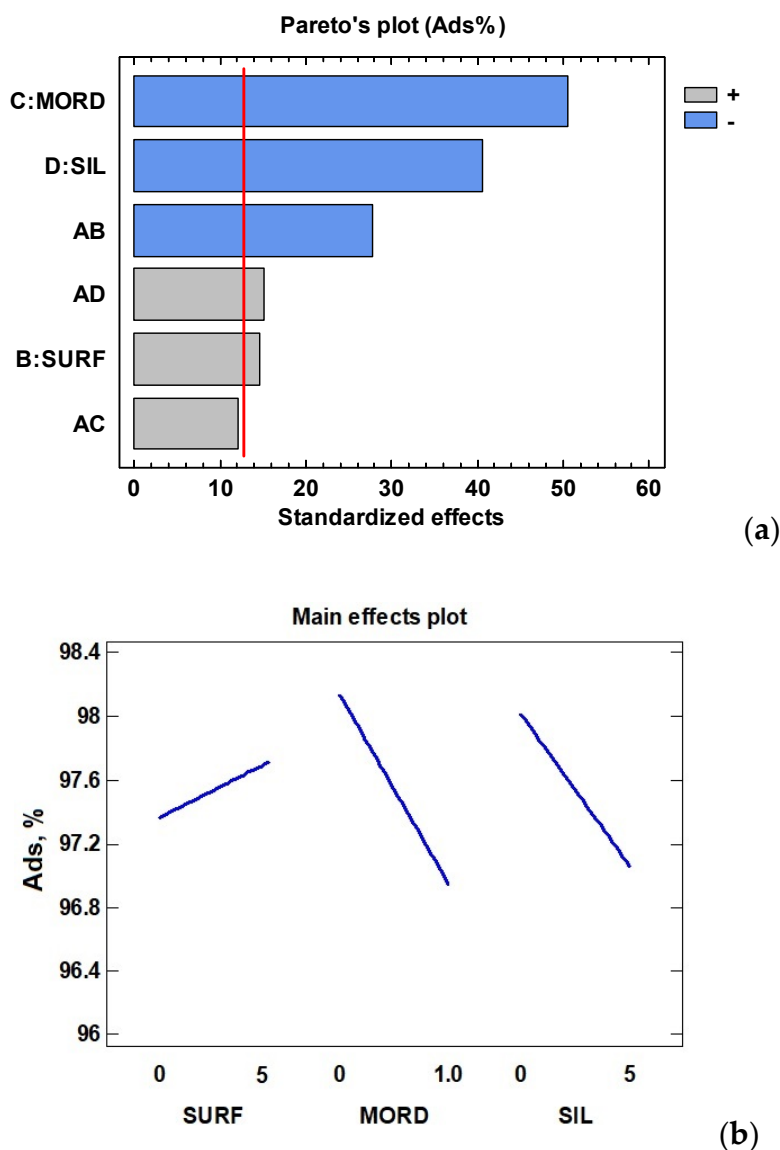 Pareto's plot (Ads%)
C:MORD
D:SIL
AB
AD
B:SURF
AC
+
-
0 10 20 30 40 50 60
Standardized effects
(a)
Main effects plot
98.4
98
97.6
97.2
96.8
96.4
96
Ads, %
0 5 0 1.0 0 5
SURF MORD SIL
(b)